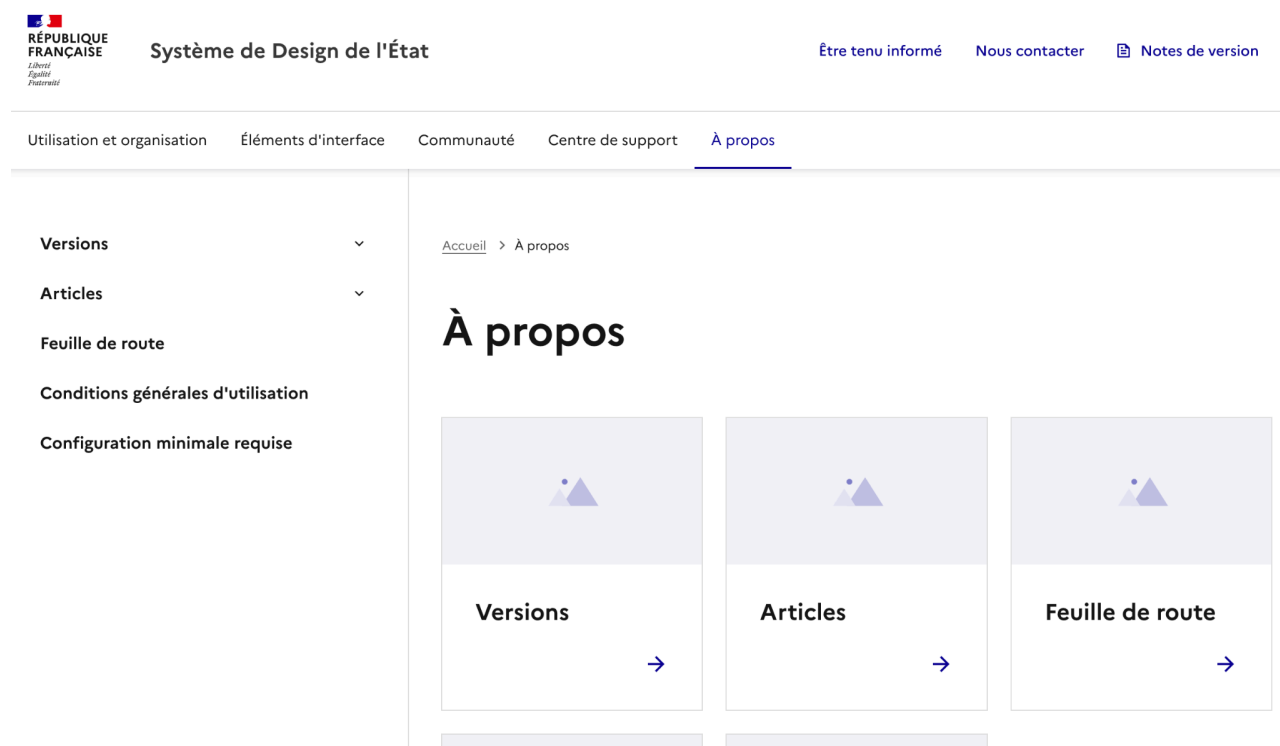 RÉPUBLIQUE
FRANÇAISE
Liberté
Égalité
Fraternité
Système de Design de l'État
Être tenu informé
Nous contacter
Notes de version
Utilisation et organisation
Éléments d'interface
Communauté
Centre de support
À propos
Versions
Articles
Feuille de route
Conditions générales d'utilisation
Configuration minimale requise
Accueil > À propos
À propos
Versions
Articles
Feuille de route